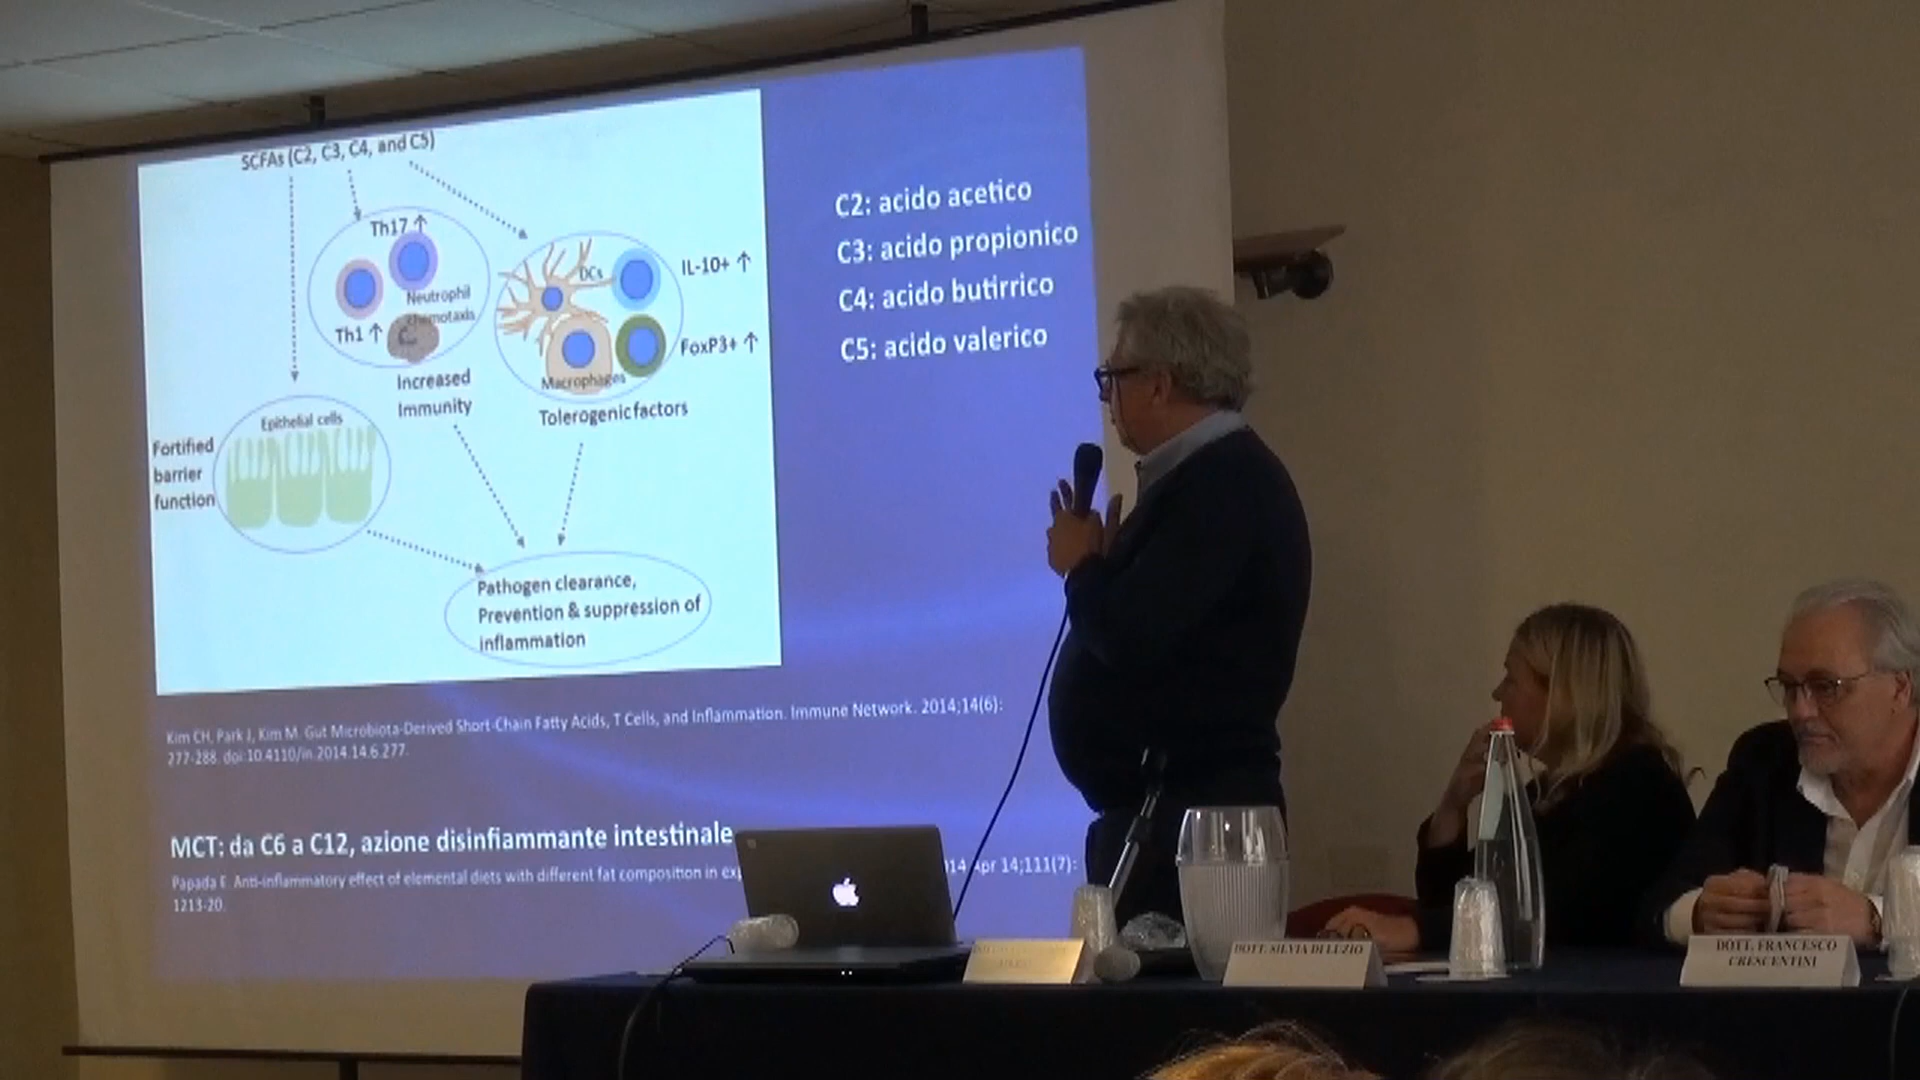 SCFAs (C2, C3, C4, and C5)
Th17 ↑
Neutrophil
chemotaxis
Th1 ↑
Increased
Immunity
DCs
IL-10+ ↑
FoxP3+ ↑
Macrophages
Tolerogenic factors
Epithelial cells
Fortified
barrier
function
Pathogen clearance,
Prevention & suppression of
inflammation
C2: acido acetico
C3: acido propionico
C4: acido butirrico
C5: acido valerico
Kim CH, Park J, Kim M. Gut Microbiota-Derived Short-Chain Fatty Acids, T Cells, and Inflammation. Immune Network. 2014;14(6):
277-288. doi:10.4110/in.2014.14.6.277.
MCT: da C6 a C12, azione disinfiammante intestinale
Papada E. Anti-inflammatory effect of elemental diets with different fat composition in Apr 14;111(7):
1213-20.
DOTT. SILVIA DI LUZIO
DOTT. FRANCESCO
CRESCENTINI